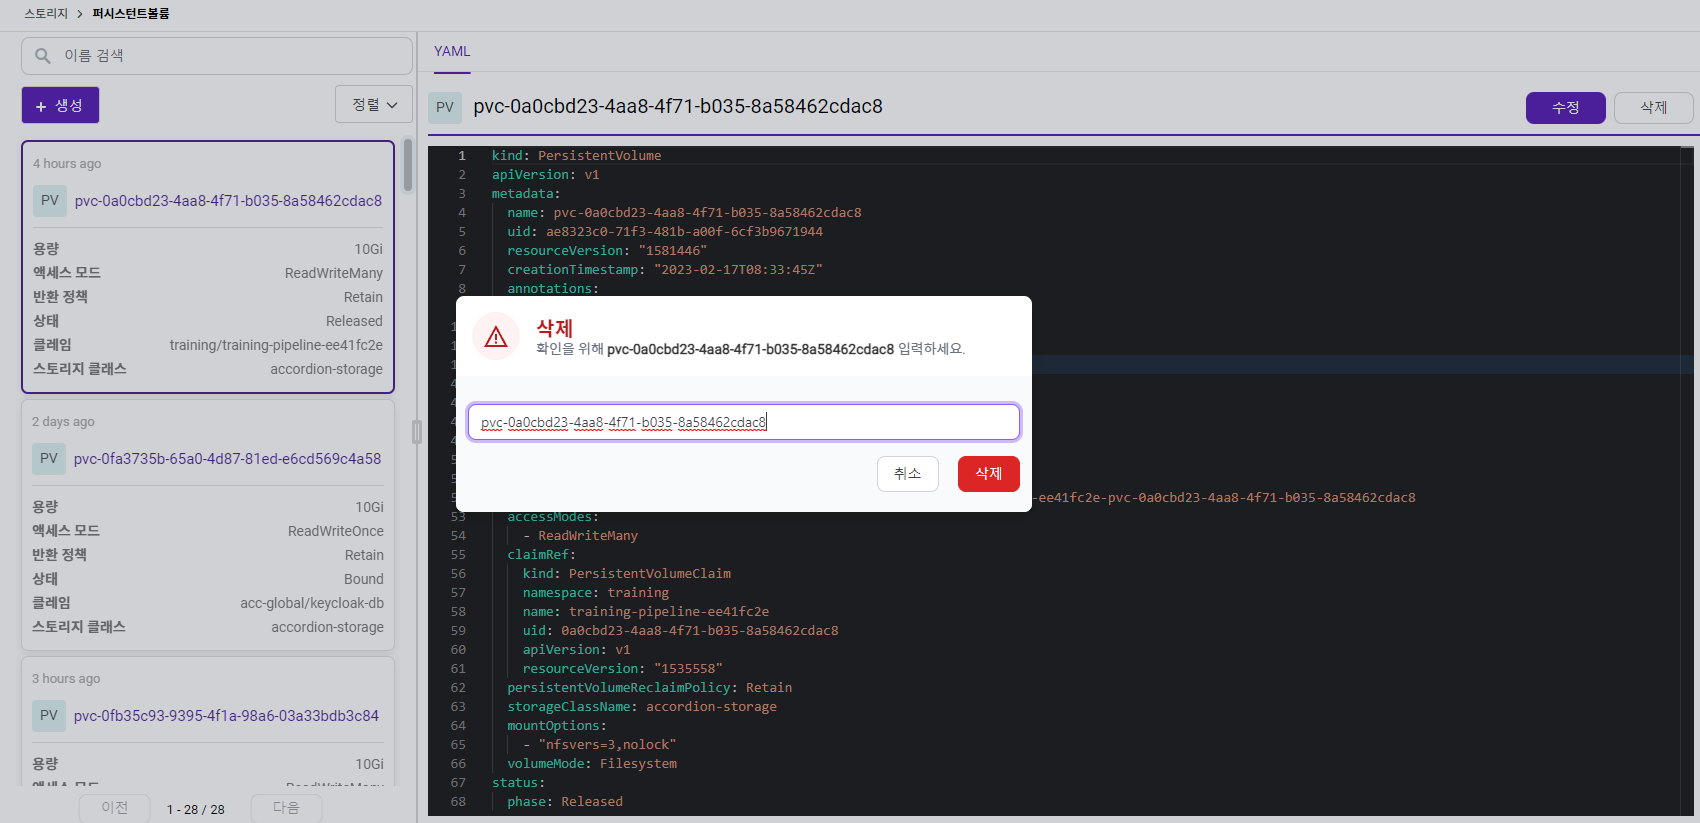 스토리지 > 퍼시스턴트볼륨
이름 검색
+ 생성
정렬
4 hours ago
PV pvc-0a0cbd23-4aa8-4f71-b035-8a58462cdac8
용량 10Gi
액세스 모드 ReadWriteMany
반환 정책 Retain
상태 Released
클레임 training/training-pipeline-ee41fc2e
스토리지 클래스 accordion-storage
2 days ago
PV pvc-0fa3735b-65a0-4d87-81ed-e6cd569c4a58
용량 10Gi
액세스 모드 ReadWriteOnce
반환 정책 Retain
상태 Bound
클레임 acc-global/keycloak-db
스토리지 클래스 accordion-storage
3 hours ago
PV pvc-0fb35c93-9395-4f1a-98a6-03a33bdb3c84
용량 10Gi
액세스 모드 ReadWriteMany
이전 1 - 28 / 28 다음
YAML
PV pvc-0a0cbd23-4aa8-4f71-b035-8a58462cdac8
수정 삭제
1 kind: PersistentVolume
2 apiVersion: v1
3 metadata:
4 name: pvc-0a0cbd23-4aa8-4f71-b035-8a58462cdac8
5 uid: ae8323c0-71f3-481b-a00f-6cf3b9671944
6 resourceVersion: "1581446"
7 creationTimestamp: "2023-02-17T08:33:45Z"
8 annotations:
삭제
확인을 위해 pvc-0a0cbd23-4aa8-4f71-b035-8a58462cdac8 입력하세요.
pvc-0a0cbd23-4aa8-4f71-b035-8a58462cdac8
취소 삭제
-ee41fc2e-pvc-0a0cbd23-4aa8-4f71-b035-8a58462cdac8
53 accessModes:
54 - ReadWriteMany
55 claimRef:
56 kind: PersistentVolumeClaim
57 namespace: training
58 name: training-pipeline-ee41fc2e
59 uid: 0a0cbd23-4aa8-4f71-b035-8a58462cdac8
60 apiVersion: v1
61 resourceVersion: "1535558"
62 persistentVolumeReclaimPolicy: Retain
63 storageClassName: accordion-storage
64 mountOptions:
65 - "nfsvers=3,nolock"
66 volumeMode: Filesystem
67 status:
68 phase: Released